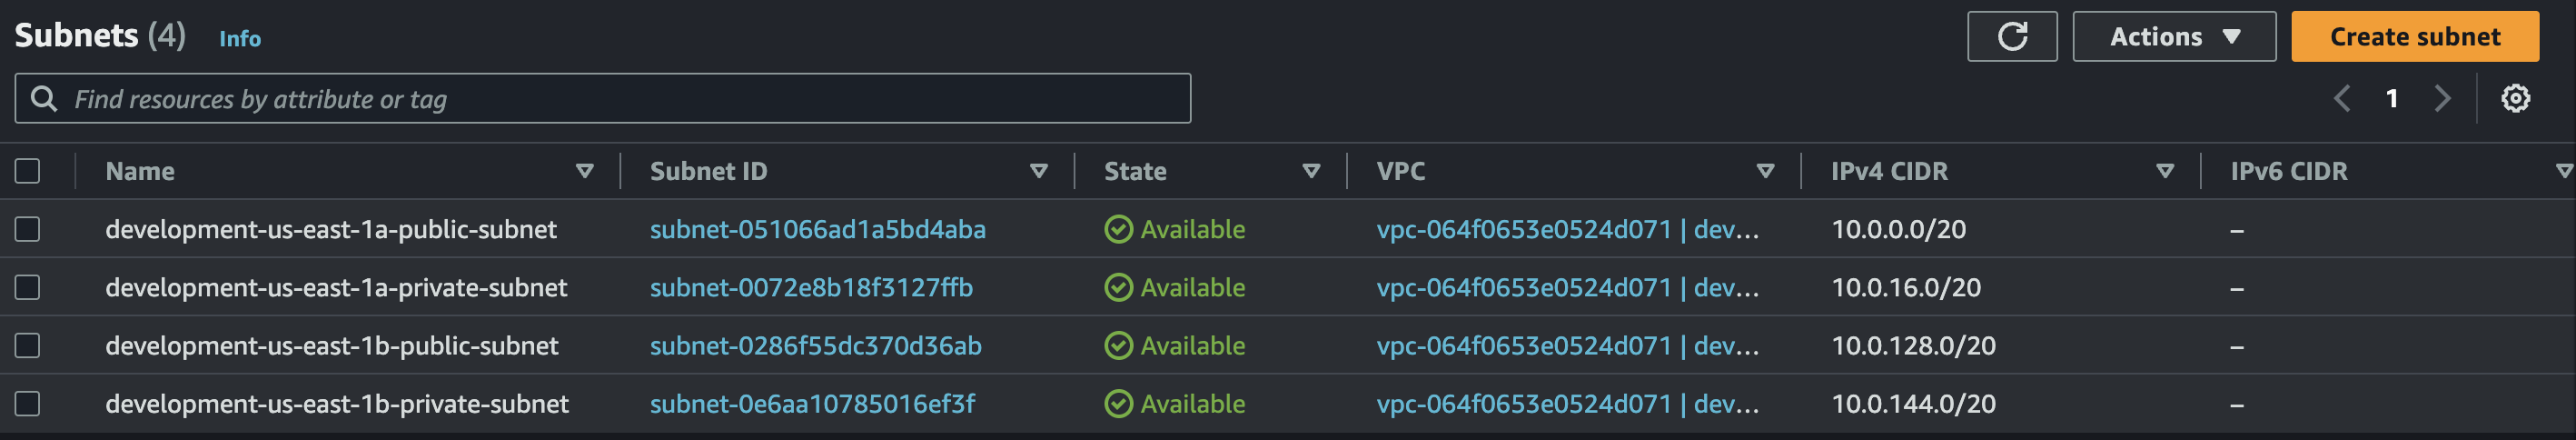 Subnets (4) Info Actions Create subnet
Find resources by attribute or tag 1
Name Subnet ID State VPC IPv4 CIDR IPv6 CIDR
development-us-east-1a-public-subnet subnet-051066ad1a5bd4aba Available vpc-064f0653e0524d071 | dev... 10.0.0.0/20 –
development-us-east-1a-private-subnet subnet-0072e8b18f3127ffb Available vpc-064f0653e0524d071 | dev... 10.0.16.0/20 –
development-us-east-1b-public-subnet subnet-0286f55dc370d36ab Available vpc-064f0653e0524d071 | dev... 10.0.128.0/20 –
development-us-east-1b-private-subnet subnet-0e6aa10785016ef3f Available vpc-064f0653e0524d071 | dev... 10.0.144.0/20 –